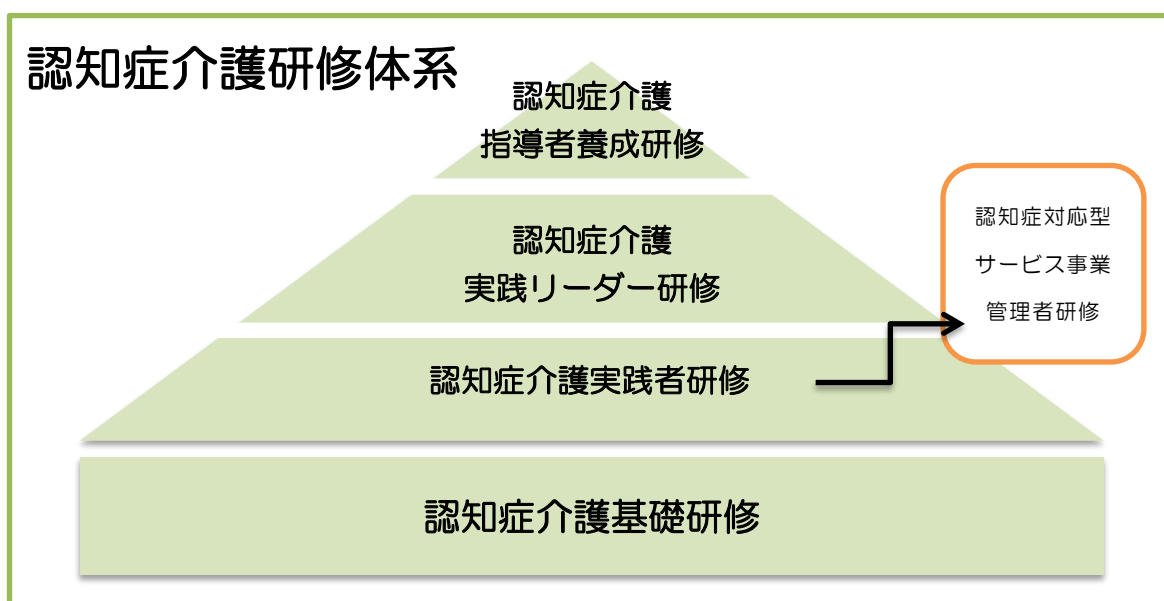 認知症介護研修体系
認知症介護
指導者養成研修
認知症介護
実践リーダー研修
認知症対応型
サービス事業
管理者研修
認知症介護実践者研修
認知症介護基礎研修